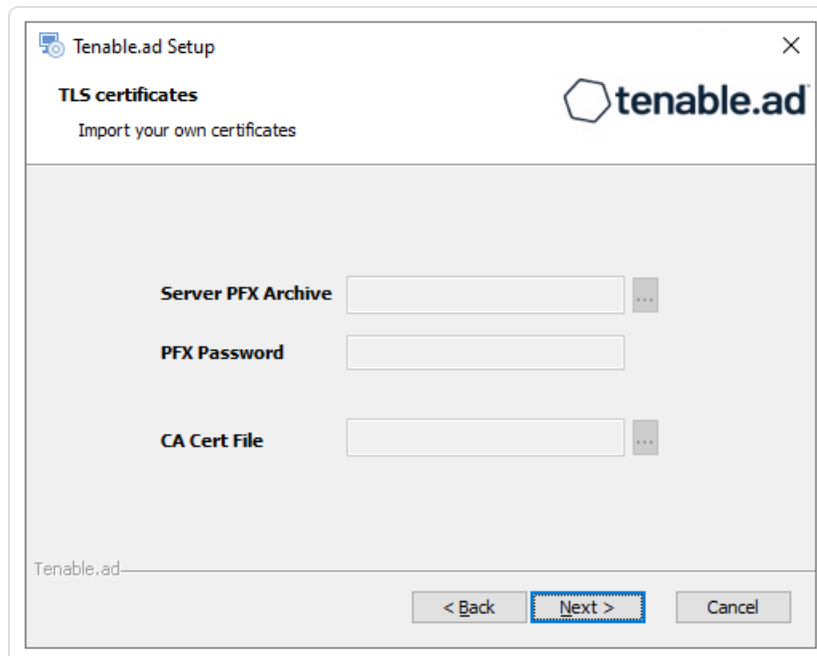 Tenable.ad Setup
TLS certificates
Import your own certificates
tenable.ad
Server PFX Archive
...
PFX Password
CA Cert File
...
Tenable.ad
< Back
Next >
Cancel